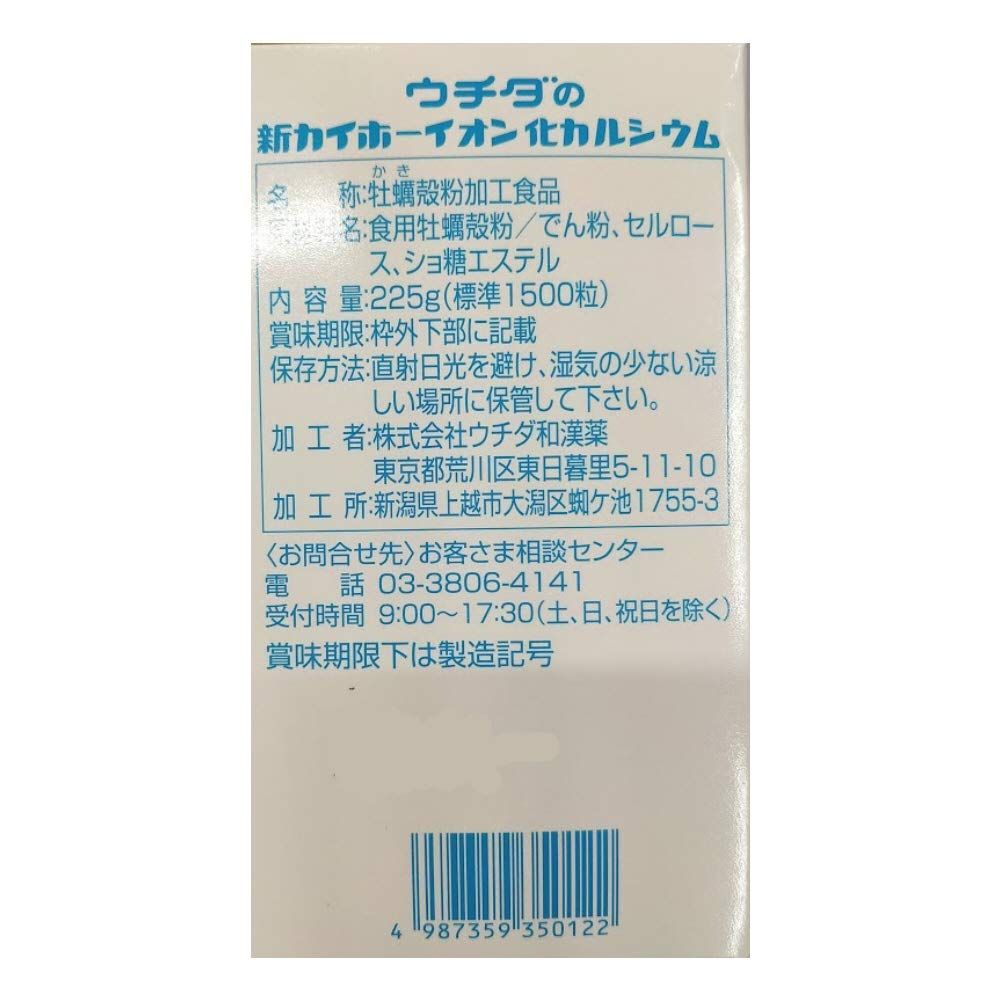 ウチダの
新カイホーイオン化カルシウム
かき
名 称:牡蠣殻粉加工食品
名:食用牡蠣殻粉/でん粉、セルロー
ス、ショ糖エステル
内容量:225g(標準1500粒)
賞味期限:枠外下部に記載
保存方法:直射日光を避け、湿気の少ない涼
しい場所に保管して下さい。
加工者:株式会社ウチダ和漢薬
東京都荒川区東日暮里5-11-10
加工所:新潟県上越市大潟区蜘ケ池1755-3
〈お問合せ先〉お客さま相談センター
電 話 03-3806-4141
受付時間 9:00〜17:30(土、日、祝日を除く)
賞味期限下は製造記号
4 987359 350122